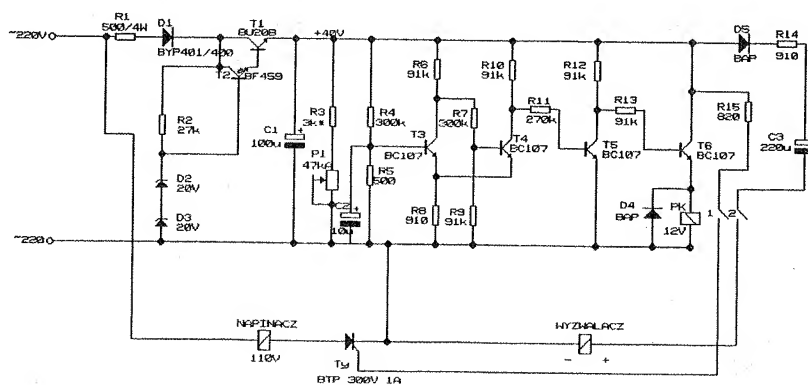 ~220V
R1
500/4W
D1
BYP401/400
T1
BU208
+40V
T2
BF459
R2
27k
D2
20V
D3
20V
~220
C1
100u
R3
3k*
P1
47kA
R4
300k
R5
500
C2
10u
R6
91k
R7
300k
T3
BC107
R8
910
R9
91k
R10
91k
T4
BC107
R11
270k
R12
91k
R13
91k
T5
BC107
T6
BC107
D4
BAP
PK
12V
D5
BAP
R14
910
R15
820
C3
220u
1
2
NAPINACZ
110V
Ty
BTP 300V 1A
WYZWALACZ
- +